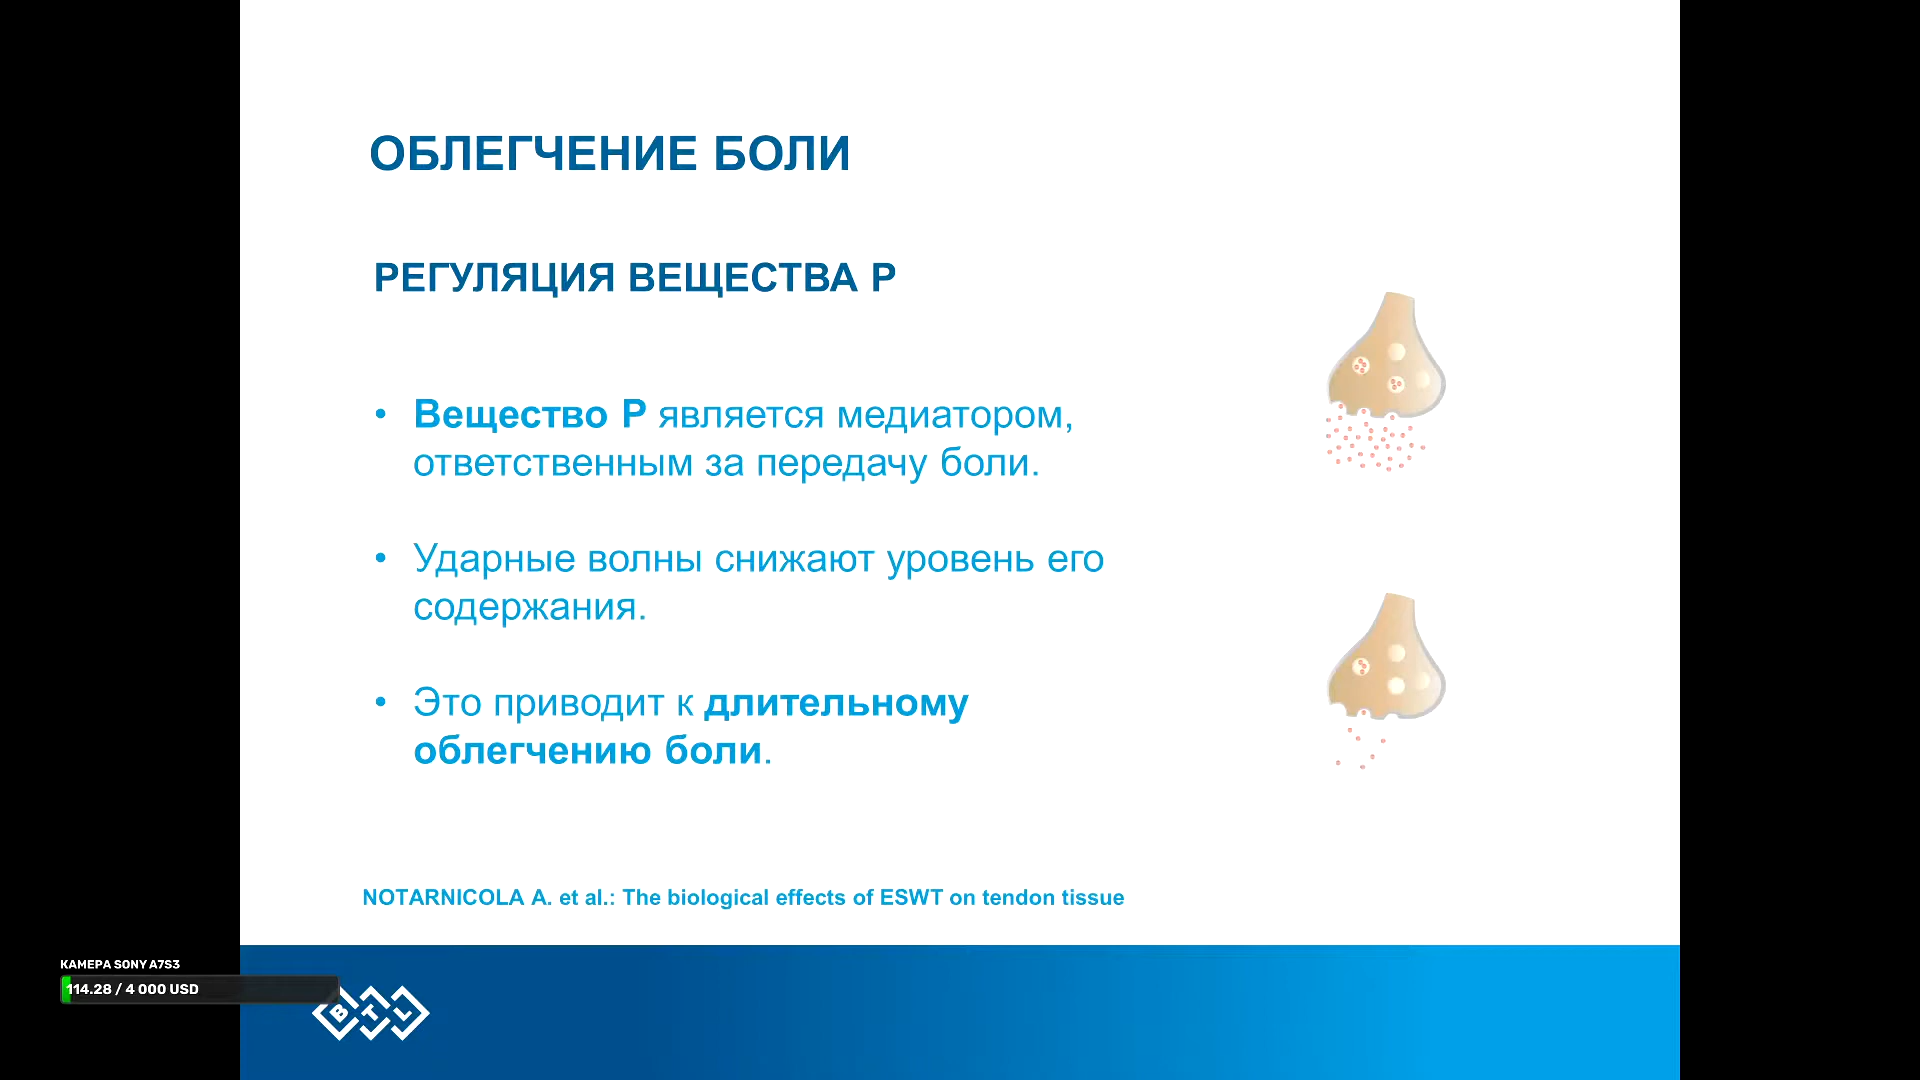 ОБЛЕГЧЕНИЕ БОЛИ
РЕГУЛЯЦИЯ ВЕЩЕСТВА P
• Вещество P является медиатором,
ответственным за передачу боли.
• Ударные волны снижают уровень его
содержания.
• Это приводит к длительному
облегчению боли.
NOTARNICOLA A. et al.: The biological effects of ESWT on tendon tissue
КАМЕРА SONY A7S3
114.28 / 4 000 USD
BTL